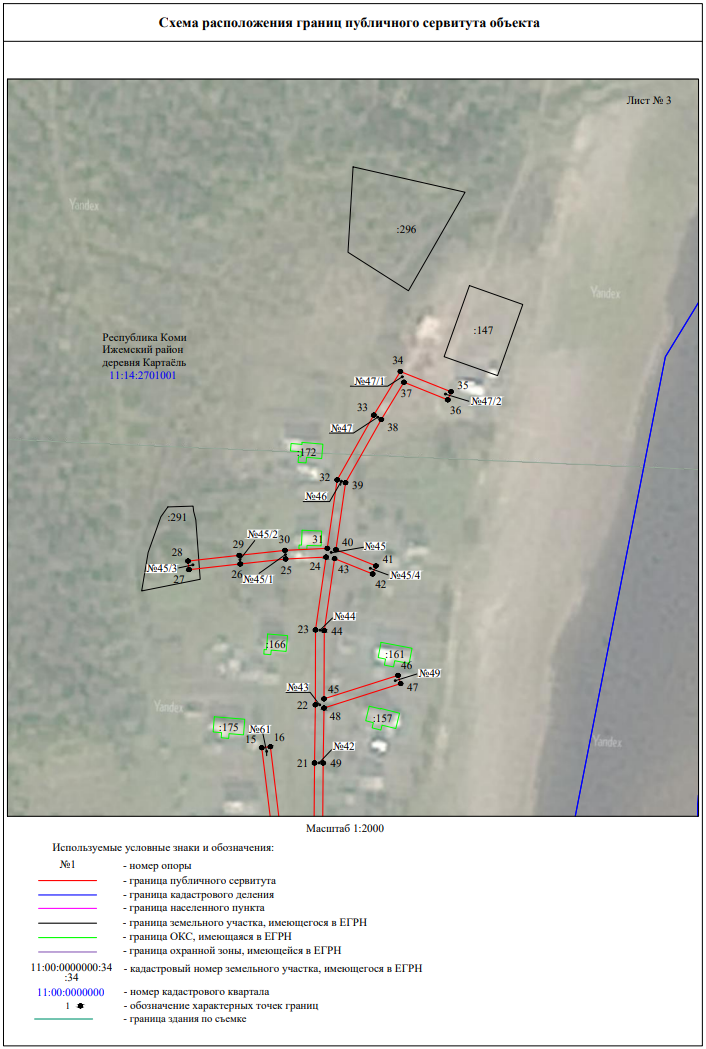 Схема расположения границ публичного сервитута объекта
Лист № 3
Yandex
:296
Yandex
:147
Республика Коми
Ижемский район
деревня Картаёль
11:14:2701001
34
№47/1
37
35
№47/2
36
33
№47
38
:172
32
39
№46
:291
№45/2
28
29
30
31
40
№45
№45/3
27
26
№45/1
25
24
43
41
№45/4
42
23
№44
44
:166
:161
46
№49
47
№43
45
22
48
Yandex
:157
:175
№61
15
16
№42
21
49
Yandex
Масштаб 1:2000
Используемые условные знаки и обозначения:
№1 - номер опоры
- граница публичного сервитута
- граница кадастрового деления
- граница населенного пункта
- граница земельного участка, имеющегося в ЕГРН
- граница ОКС, имеющаяся в ЕГРН
- граница охранной зоны, имеющейся в ЕГРН
11:00:0000000:34
:34
- кадастровый номер земельного участка, имеющегося в ЕГРН
11:00:0000000 - номер кадастрового квартала
1 - обозначение характерных точек границ
- граница здания по съемке